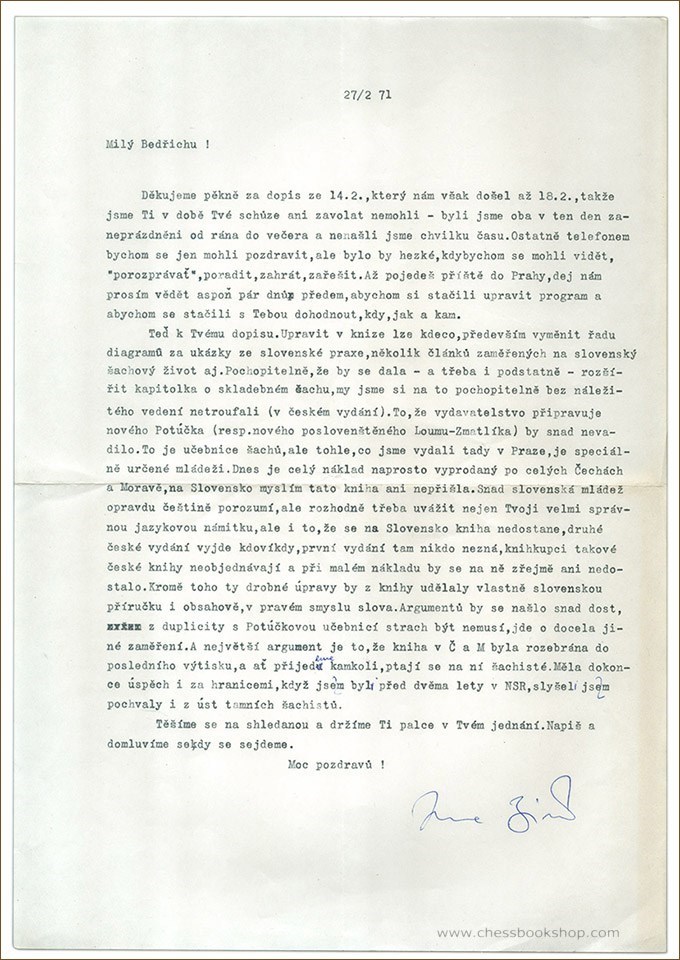 27/2 71
Milý Bedřichu !
Děkujeme pěkně za dopis ze 14.2.,který nám však došel až 18.2.,takže
jsme Ti v době Tvé schůze ani zavolat nemohli - byli jsme oba v ten den za-
neprázdněni od rána do večera a nenašli jsme chvilku času.Ostatně telefonem
bychom se jen mohli pozdravit,ale bylo by hezké,kdybychom se mohli vidět,
"porozprávať",poradit,zahrát,zařešit.Až pojedeš příště do Prahy,dej nám
prosím vědět aspoň pár dnů předem,abychom si stačili upravit program a
abychom se stačili s Tebou dohodnout,kdy,jak a kam.
Teď k Tvému dopisu.Upravit v knize lze kdeco,především vyměnit řadu
diagramů za ukázky ze slovenské praxe,několik článků zaměřených na slovenský
šachový život aj.Pochopitelně,že by se dala - a třeba i podstatně - rozší-
řit kapitolka o skladebném šachu,my jsme si na to pochopitelně bez náleži-
tého vedení netroufali (v českém vydání).To,že vydavatelstvo připravuje
nového Potúčka (resp.nového poslovenštěného Loumu-Zmatlíka) by snad neva-
dilo.To je učebnice šachů,ale tohle,co jsme vydali tady v Praze,je speciál-
ně určené mládeži.Dnes je celý náklad naprosto vyprodaný po celých Čechách
a Moravě,na Slovensko myslím tato kniha ani nepřišla.Snad slovenská mládež
opravdu češtině porozumí,ale rozhodně třeba uvážit nejen Tvoji velmi správ-
nou jazykovou námitku,ale i to,že se na Slovensko kniha nedostane,druhé
české vydání vyjde kdovíkdy,první vydání tam nikdo nezná,knihkupci takové
české knihy neobjednávají a při malém nákladu by se na ně zřejmě ani nedo-
stalo.Kromě toho ty drobné úpravy by z knihy udělaly vlastně slovenskou
příručku i obsahově,v pravém smyslu slova.Argumentů by se našlo snad dost,
z duplicity s Potúčkovou učebnicí strach být nemusí,jde o docela ji-
né zaměření.A největší argument je to,že kniha v Č a M byla rozebrána do
posledního výtisku,a ať přijedeme kamkoli,ptají se na ní šachisté.Měla dokon-
ce úspěch i za hranicemi,když jsme byli před dvěma lety v NSR,slyšeli jsme
pochvaly i z úst tamních šachistů.
Těšíme se na shledanou a držíme Ti palce v Tvém jednání.Napiš a
domluvíme se,kdy se sejdeme.
Moc pozdravů !
www.chessbookshop.com